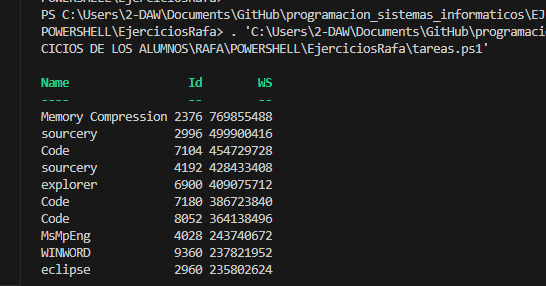 PS C:\Users\2-DAW\Documents\GitHub\programacion_sistemas_informaticos\EJ
POWERSHELL\EjerciciosRafa> . 'C:\Users\2-DAW\Documents\GitHub\programaci
CICIOS DE LOS ALUMNOS\RAFA\POWERSHELL\EjerciciosRafa\tareas.ps1'
Name Id WS
---- -- --
Memory Compression 2376 769855488
sourcery 2996 499900416
Code 7104 454729728
sourcery 4192 428433408
explorer 6900 409075712
Code 7180 386723840
Code 8052 364138496
MsMpEng 4028 243740672
WINWORD 9360 237821952
eclipse 2960 235802624